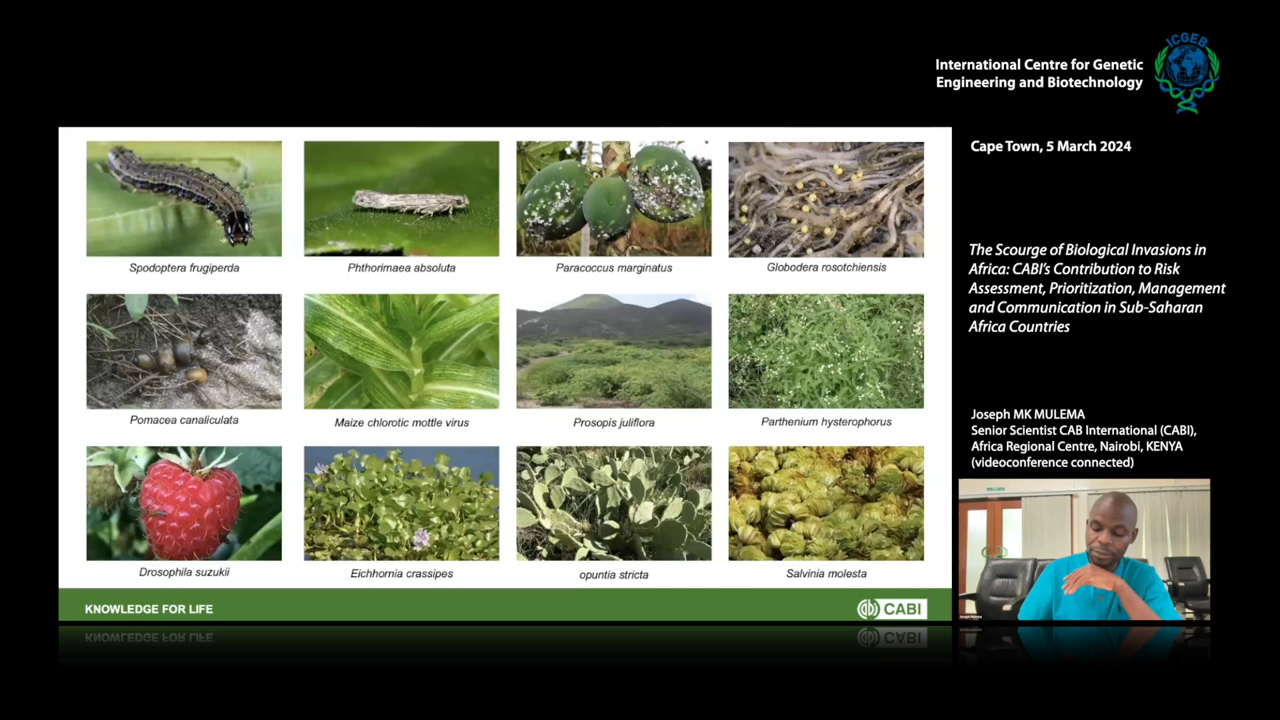 ICGEB
International Centre for Genetic
Engineering and Biotechnology
Cape Town, 5 March 2024
Spodoptera frugiperda
Phthorimaea absoluta
Paracoccus marginatus
Globodera rosotchiensis
The Scourge of Biological Invasions in
Africa: CABI's Contribution to Risk
Assessment, Prioritization, Management
and Communication in Sub-Saharan
Africa Countries
Pomacea canaliculata
Maize chlorotic mottle virus
Prosopis juliflora
Parthenium hysterophorus
Joseph MK MULEMA
Senior Scientist CAB International (CABI),
Africa Regional Centre, Nairobi, KENYA
(videoconference connected)
Drosophila suzukii
Eichhornia crassipes
opuntia stricta
Salvinia molesta
KNOWLEDGE FOR LIFE
CABI
Joseph Mulema